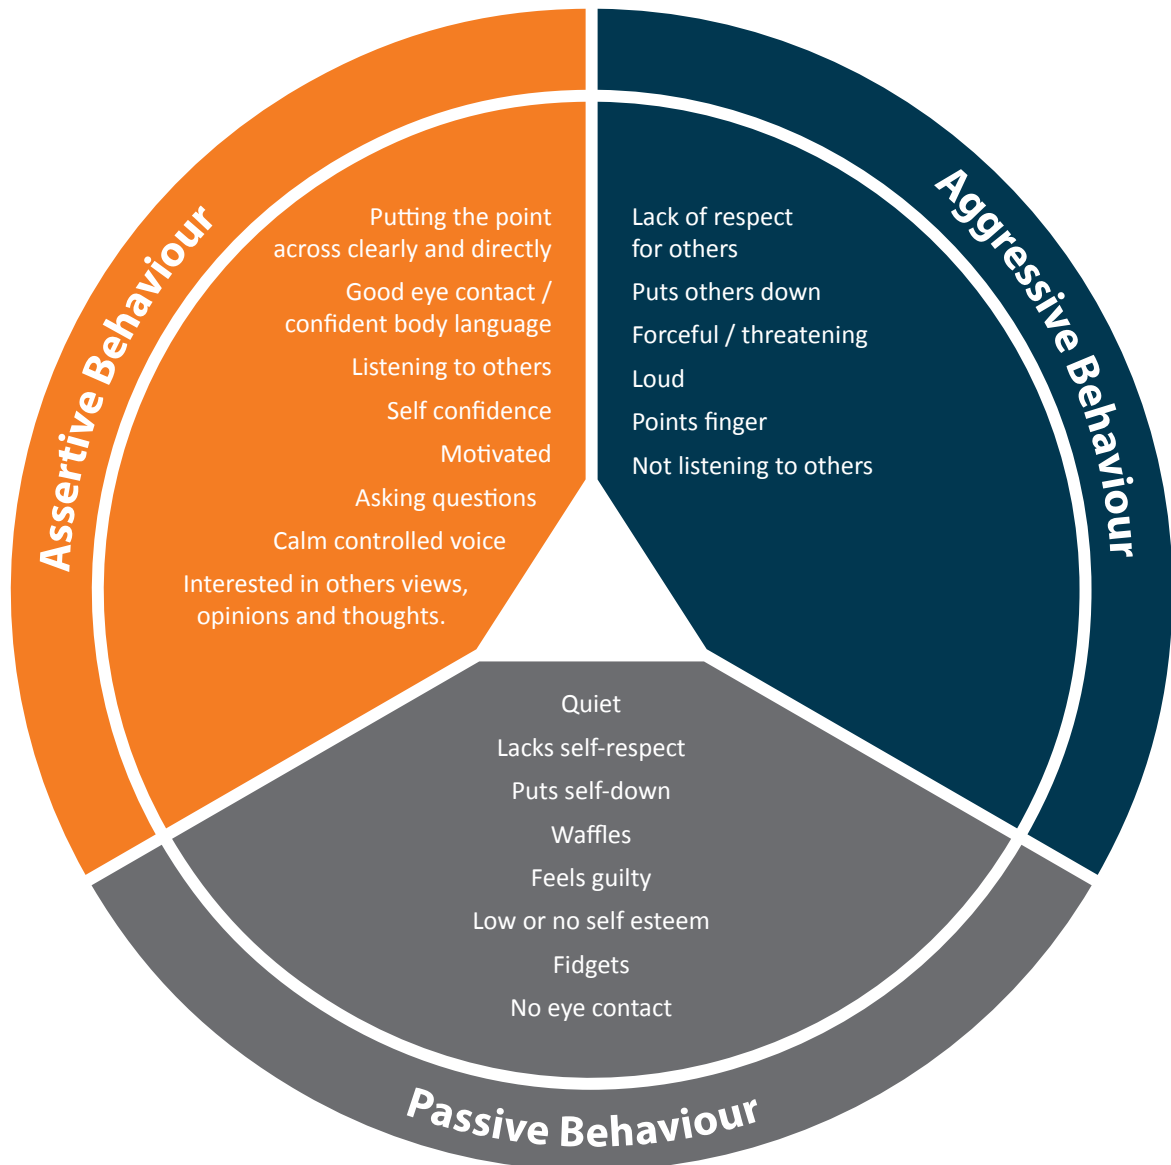 Assertive Behaviour
Putting the point
across clearly and directly
Good eye contact /
confident body language
Listening to others
Self confidence
Motivated
Asking questions
Calm controlled voice
Interested in others views,
opinions and thoughts.
Aggressive Behaviour
Lack of respect
for others
Puts others down
Forceful / threatening
Loud
Points finger
Not listening to others
Quiet
Lacks self-respect
Puts self-down
Waffles
Feels guilty
Low or no self esteem
Fidgets
No eye contact
Passive Behaviour